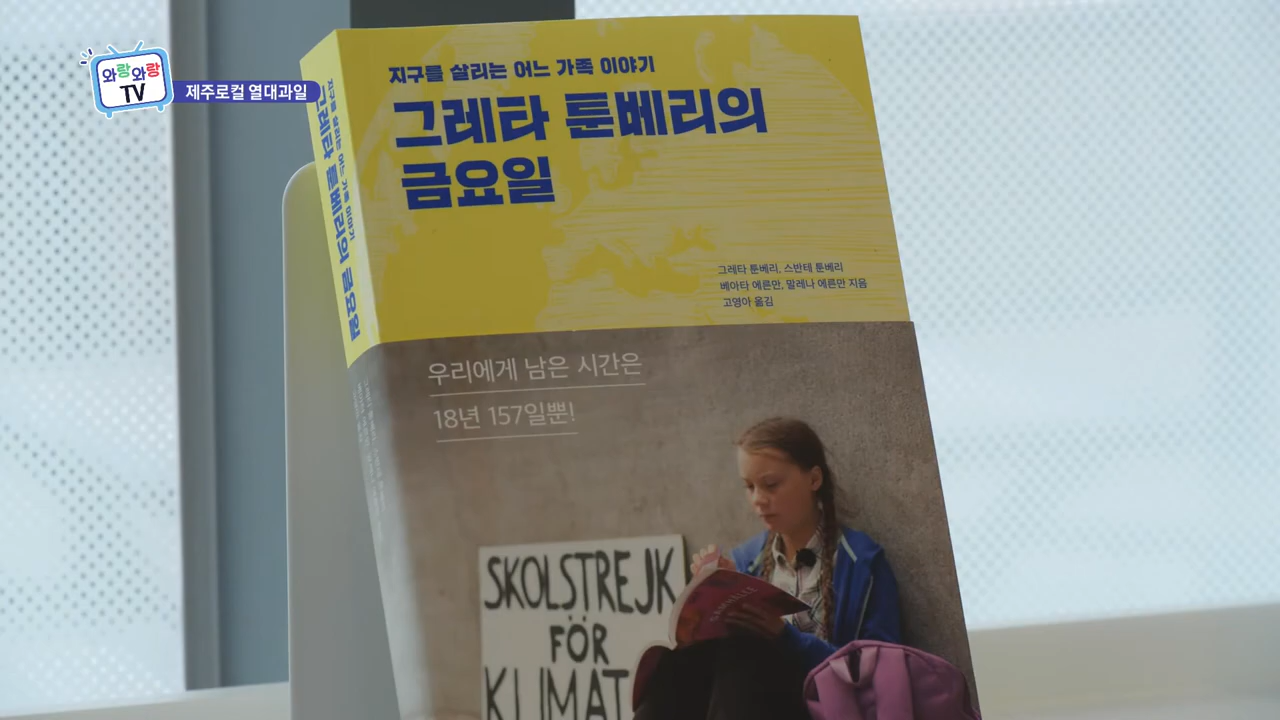 와랑와랑
TV
제주로컬 열대과일
지구를 살리는 어느 가족 이야기
그레타 툰베리의
금요일
그레타 툰베리, 스반테 툰베리
베아타 에른만, 말레나 에른만 지음
고영아 옮김
지구를 살리는 어느 가족 이야기
그레타 툰베리의 금요일
우리에게 남은 시간은
18년 157일뿐!
SKOLSTREJK
FÖR
KLIMAT